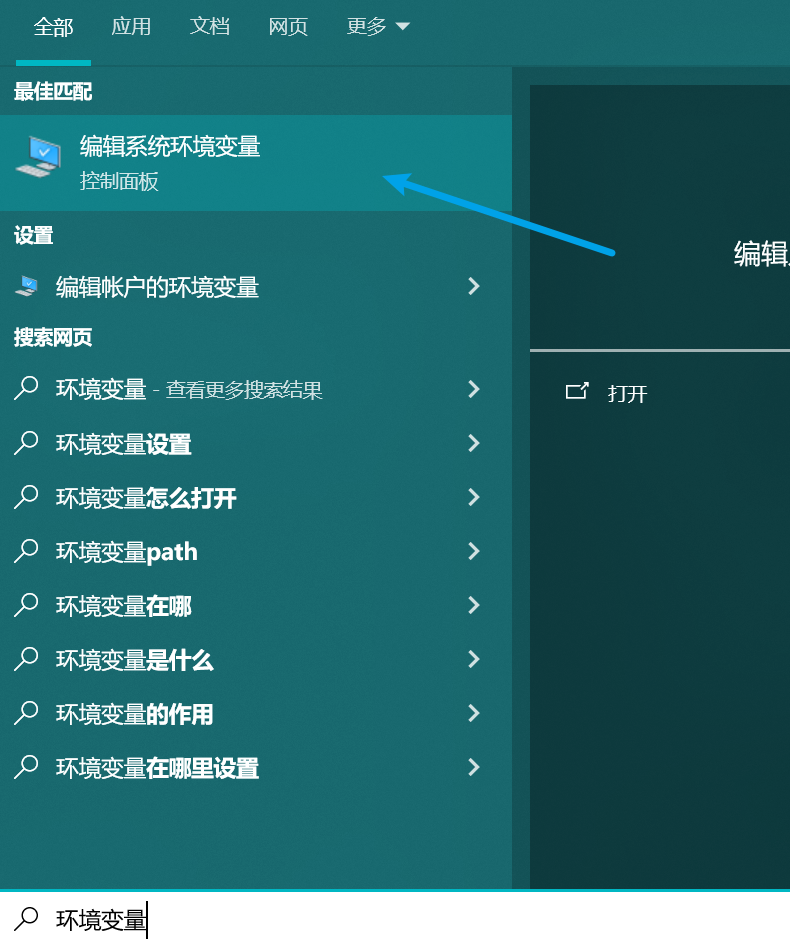 全部 应用 文档 网页 更多
最佳匹配
编辑系统环境变量
控制面板
设置
编辑帐户的环境变量
搜索网页
环境变量 - 查看更多搜索结果
环境变量设置
环境变量怎么打开
环境变量path
环境变量在哪
环境变量是什么
环境变量的作用
环境变量在哪里设置
环境变量
编辑
打开